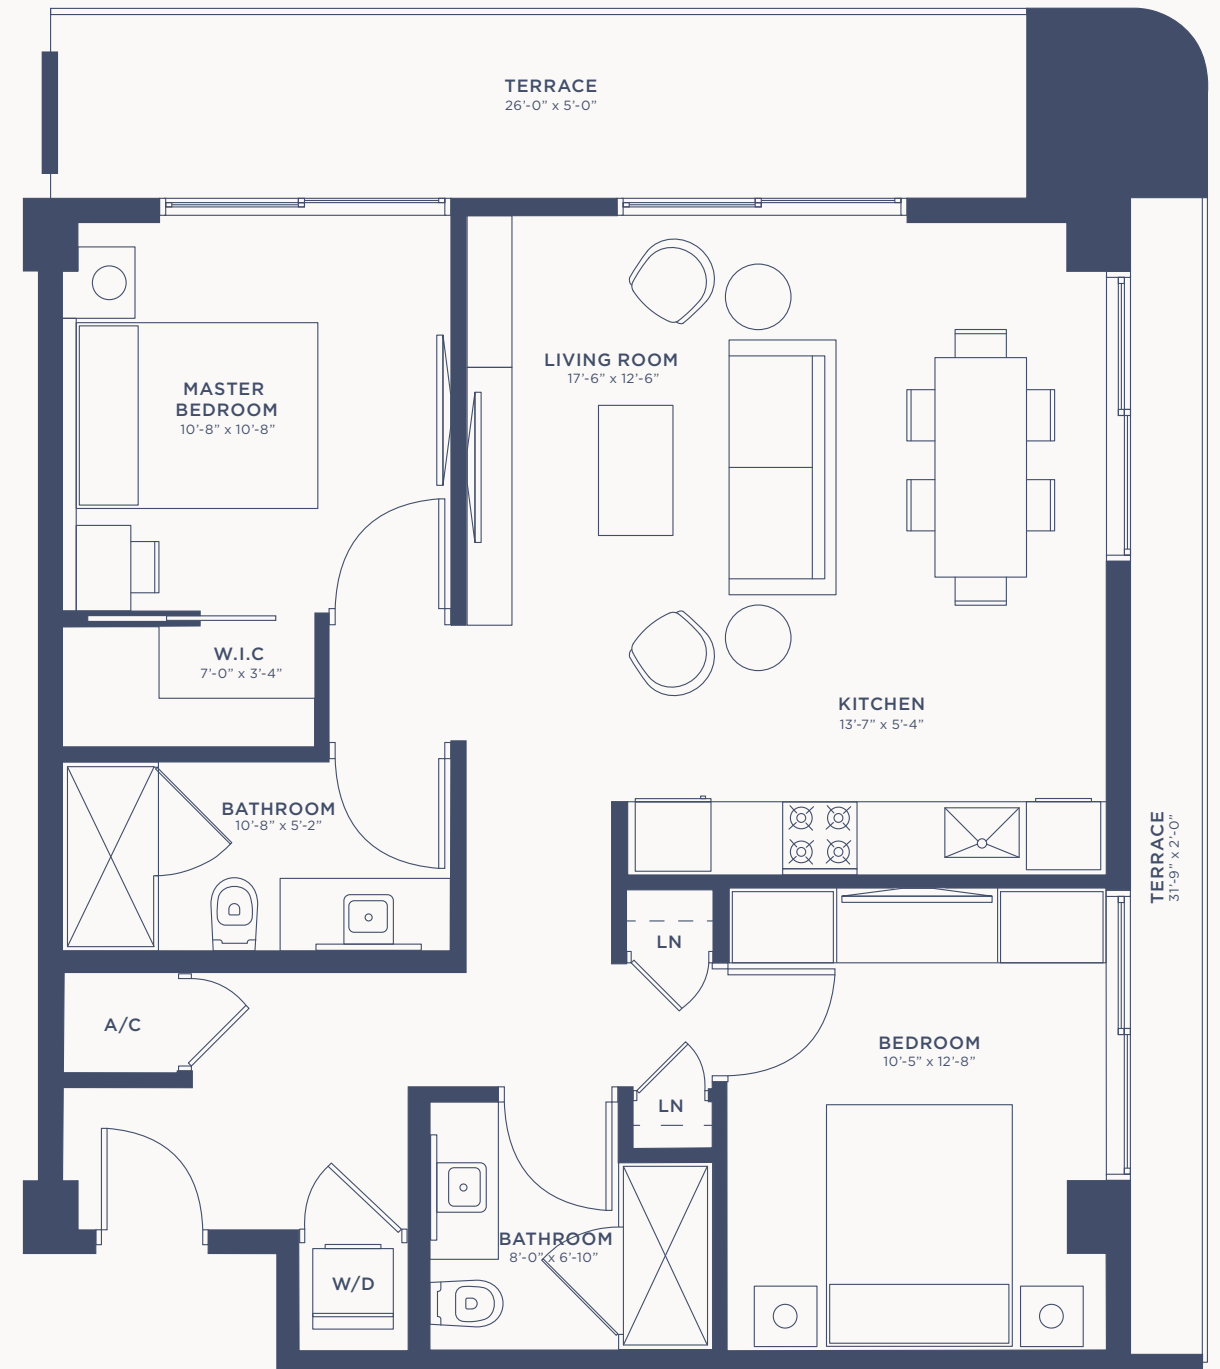 TERRACE
26'-0” x 5'-0”
LIVING ROOM
17'-6” x 12'-6”
MASTER
BEDROOM
10'-8” x 10'-8”
W.I.C
7'-0” x 3'-4”
KITCHEN
13'-7” x 5'-4”
BATHROOM
10'-8” x 5'-2”
TERRACE
31'-9” x 2'-0”
LN
A/C
BEDROOM
10'-5” x 12'-8”
LN
BATHROOM
8'-0” x 6'-10”
W/D